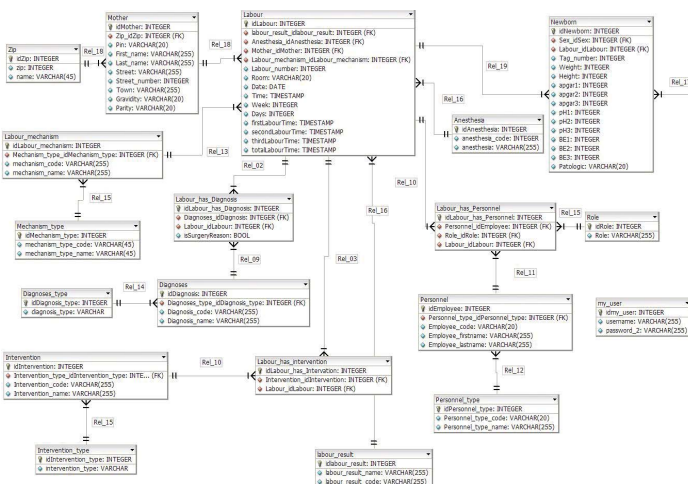 Mother
idMother: INTEGER
Zip_idZip: INTEGER (FK)
Pin: VARCHAR(20)
First_name: VARCHAR(255)
Last_name: VARCHAR(255)
Street: VARCHAR(255)
Street_number: INTEGER
Town: VARCHAR(255)
Gravidity: VARCHAR(20)
Parity: VARCHAR(20)
Zip
idZip: INTEGER
zip: INTEGER
name: VARCHAR(45)
Rel_18
Rel_18
Labour
idLabour: INTEGER
labour_result_idlabour_result: INTEGER (FK)
Anesthesia_idAnesthesia: INTEGER (FK)
Mother_idMother: INTEGER (FK)
Labour_mechanism_idLabour_mechanism: INTEGER (FK)
Labour_number: INTEGER
Room: VARCHAR(20)
Date: DATE
Time: TIMESTAMP
Week: INTEGER
Days: INTEGER
firstLabourTime: TIMESTAMP
secondLabourTime: TIMESTAMP
thirdLabourTime: TIMESTAMP
totalLabourTime: TIMESTAMP
Newborn
idNewborn: INTEGER
Sex_idSex: INTEGER (FK)
Labour_idLabour: INTEGER (FK)
Tag_number: INTEGER
Weight: INTEGER
Height: INTEGER
apgar1: INTEGER
apgar2: INTEGER
apgar3: INTEGER
pH1: INTEGER
pH2: INTEGER
pH3: INTEGER
BE1: INTEGER
BE2: INTEGER
BE3: INTEGER
Patologic: VARCHAR(20)
Rel_19
Rel_16
Anesthesia
idAnesthesia: INTEGER
anesthesia_code: INTEGER
anesthesia: VARCHAR(255)
Labour_mechanism
idLabour_mechanism: INTEGER
Mechanism_type_idMechanism_type: INTEGER (FK)
mechanism_code: VARCHAR(255)
mechanism_name: VARCHAR(255)
Rel_13
Rel_02
Rel_15
Rel_10
Labour_has_Diagnosis
idLabour_has_Diagnosis: INTEGER
Diagnoses_idDiagnosis: INTEGER (FK)
Labour_idLabour: INTEGER (FK)
isSurgeryReason: BOOL
Rel_16
Labour_has_Personnel
idLabour_has_Personnel: INTEGER
Personnel_idEmployee: INTEGER (FK)
Role_idRole: INTEGER (FK)
Labour_idLabour: INTEGER (FK)
Rel_15
Role
idRole: INTEGER
Role: VARCHAR(255)
Mechanism_type
idMechanism_type: INTEGER
mechanism_type_code: VARCHAR(45)
mechanism_type_name: VARCHAR(45)
Rel_09
Rel_03
Rel_11
Diagnoses_type
idDiagnosis_type: INTEGER
diagnosis_type: VARCHAR
Rel_14
Diagnoses
idDiagnosis: INTEGER
Diagnoses_type_idDiagnosis_type: INTEGER (FK)
Diagnosis_code: VARCHAR(255)
Diagnosis_name: VARCHAR(255)
Personnel
idEmployee: INTEGER
Personnel_type_idPersonnel_type: INTEGER (FK)
Employee_code: VARCHAR(20)
Employee_firstname: VARCHAR(255)
Employee_lastname: VARCHAR(255)
my_user
idmy_user: INTEGER
username: VARCHAR(255)
password_2: VARCHAR(255)
Intervention
idIntervention: INTEGER
Intervention_type_idIntervention_type: INTE... (FK)
Intervention_code: VARCHAR(255)
Intervention_name: VARCHAR(255)
Rel_10
Labour_has_intervention
idLabour_has_Intervation: INTEGER
Intervention_idIntervention: INTEGER (FK)
Labour_idLabour: INTEGER (FK)
Rel_12
Rel_15
Personnel_type
idPersonnel_type: INTEGER
Personnel_type_code: VARCHAR(20)
Personnel_type_name: VARCHAR(255)
Intervention_type
idIntervention_type: INTEGER
intervention_type: VARCHAR
labour_result
idlabour_result: INTEGER
labour_result_name: VARCHAR(255)
labour_result_code: VARCHAR(255)